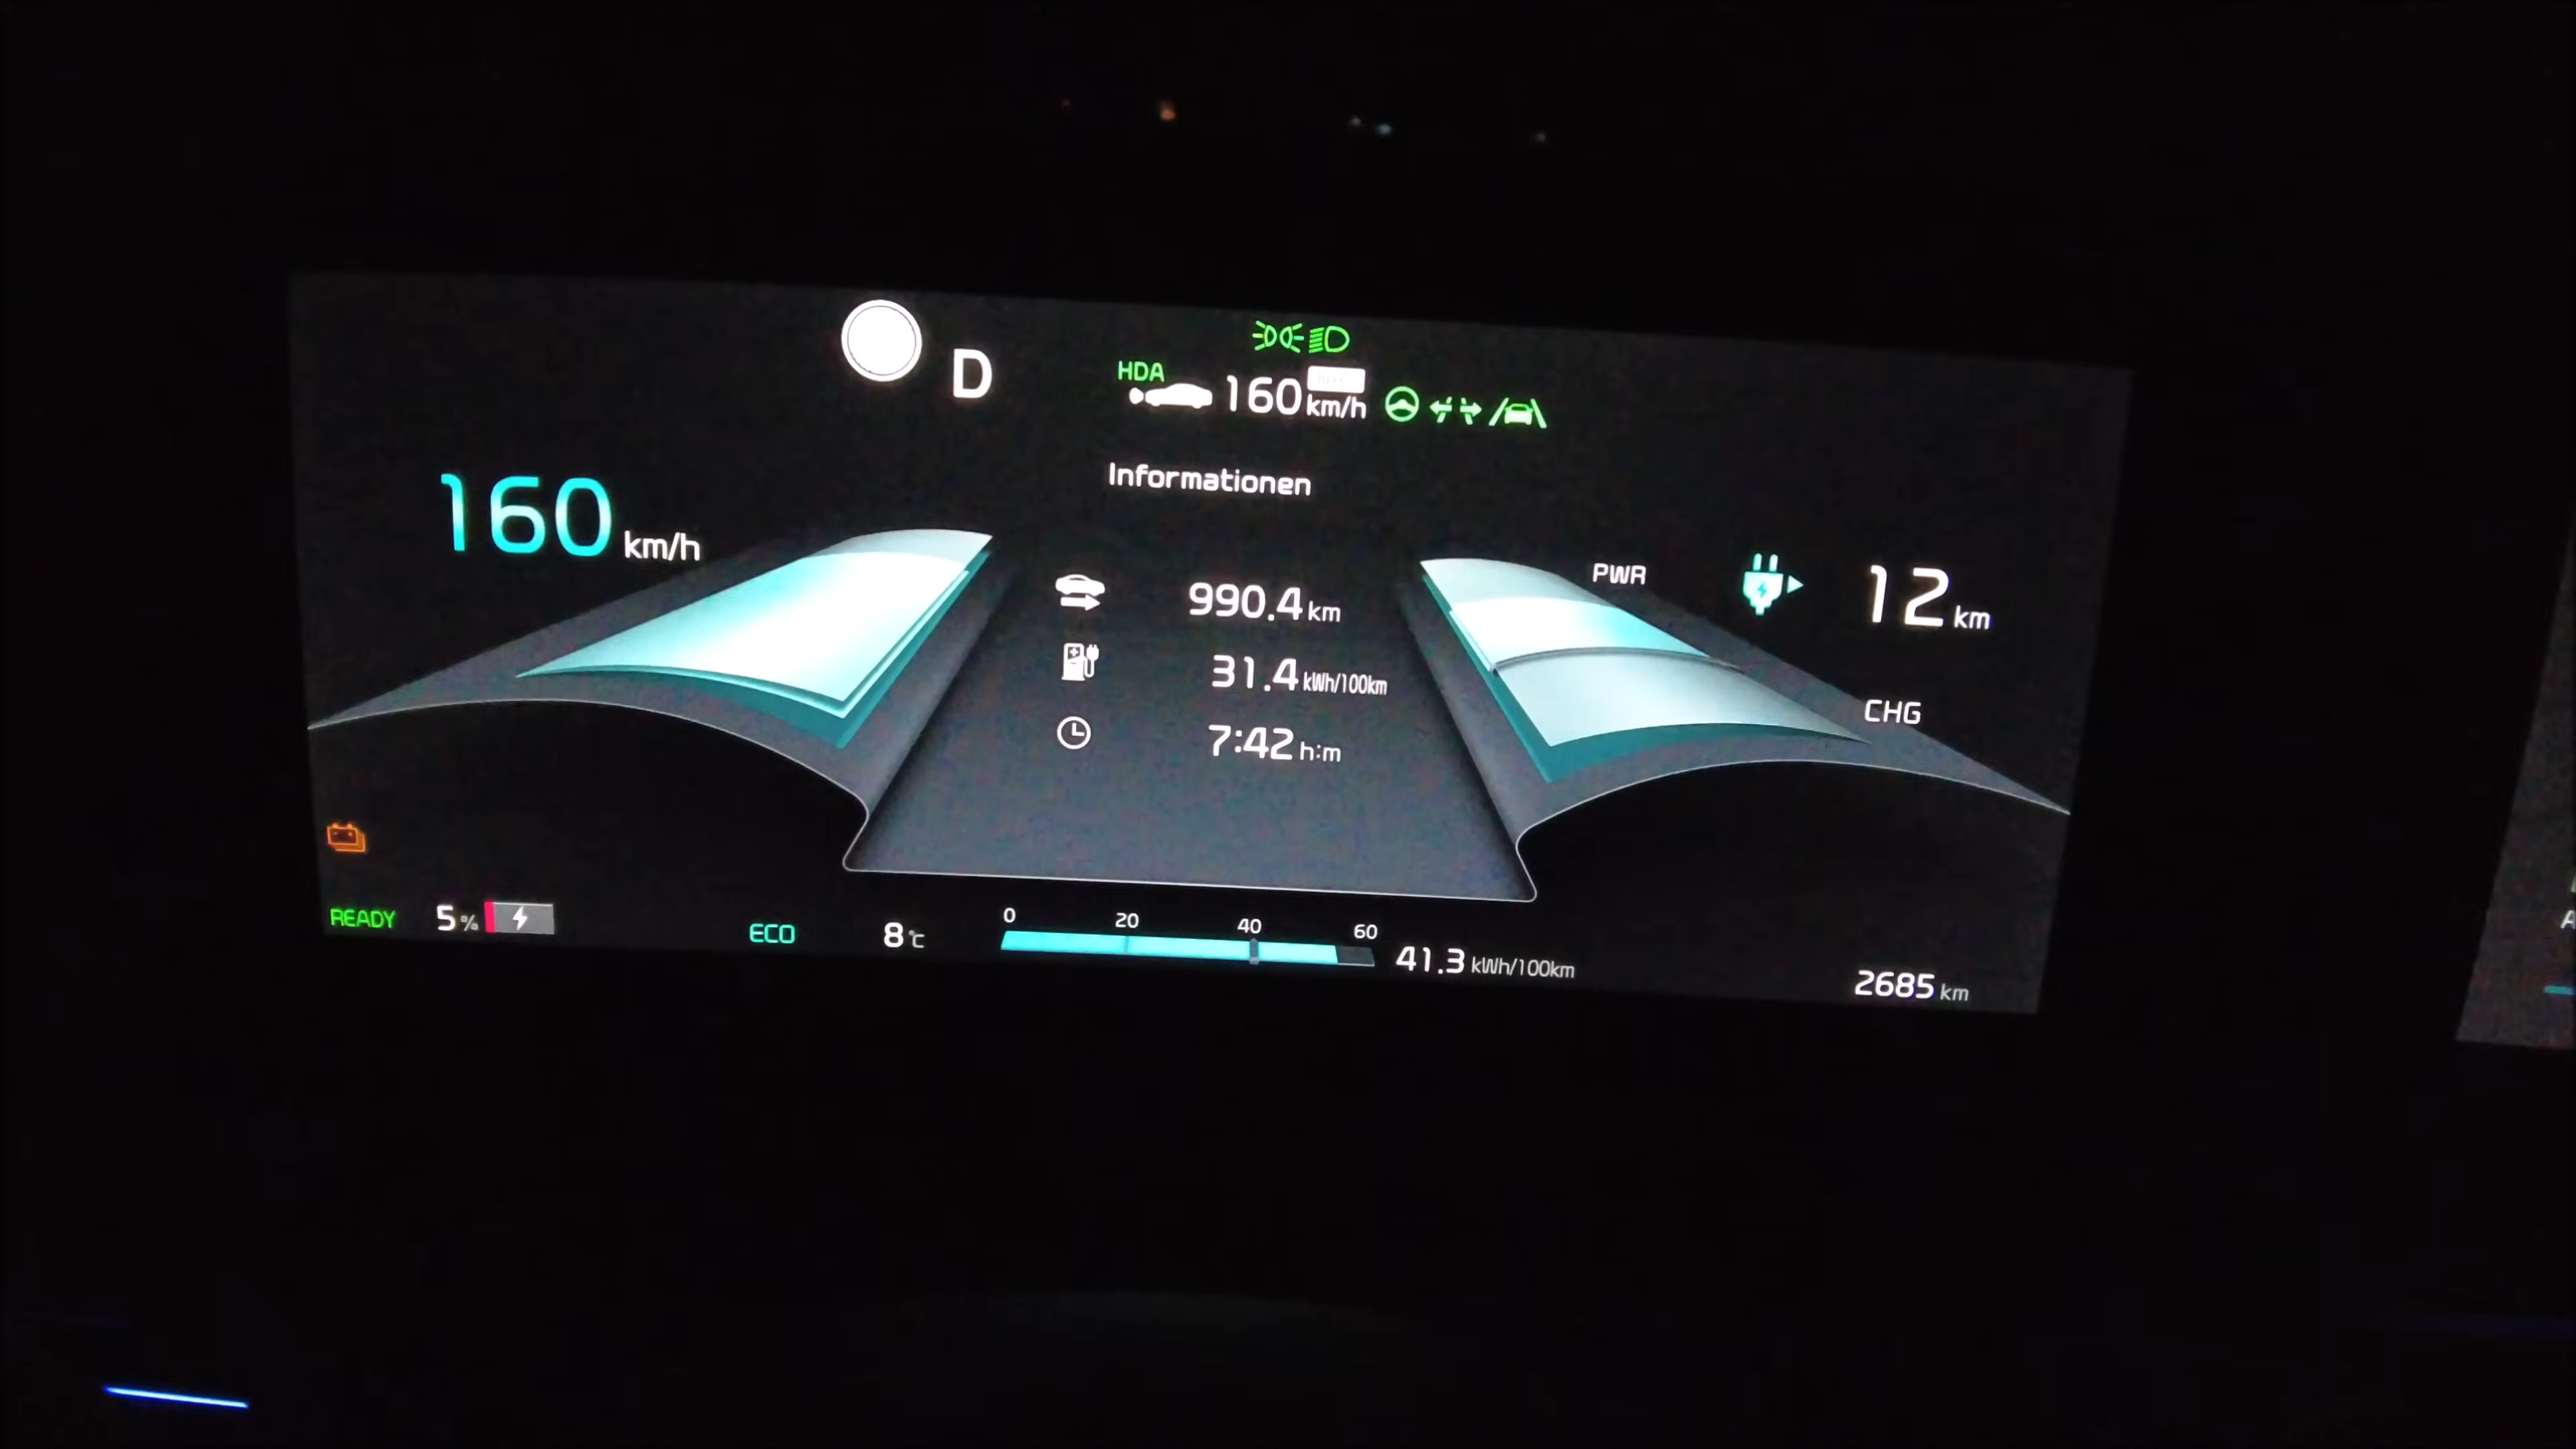 D
HDA
160 km/h
Informationen
160 km/h
990.4 km
31.4 kWh/100km
7:42 h:m
PWR
12 km
CHG
READY
5 %
ECO
8 °C
0 20 40 60
41.3 kWh/100km
2685 km